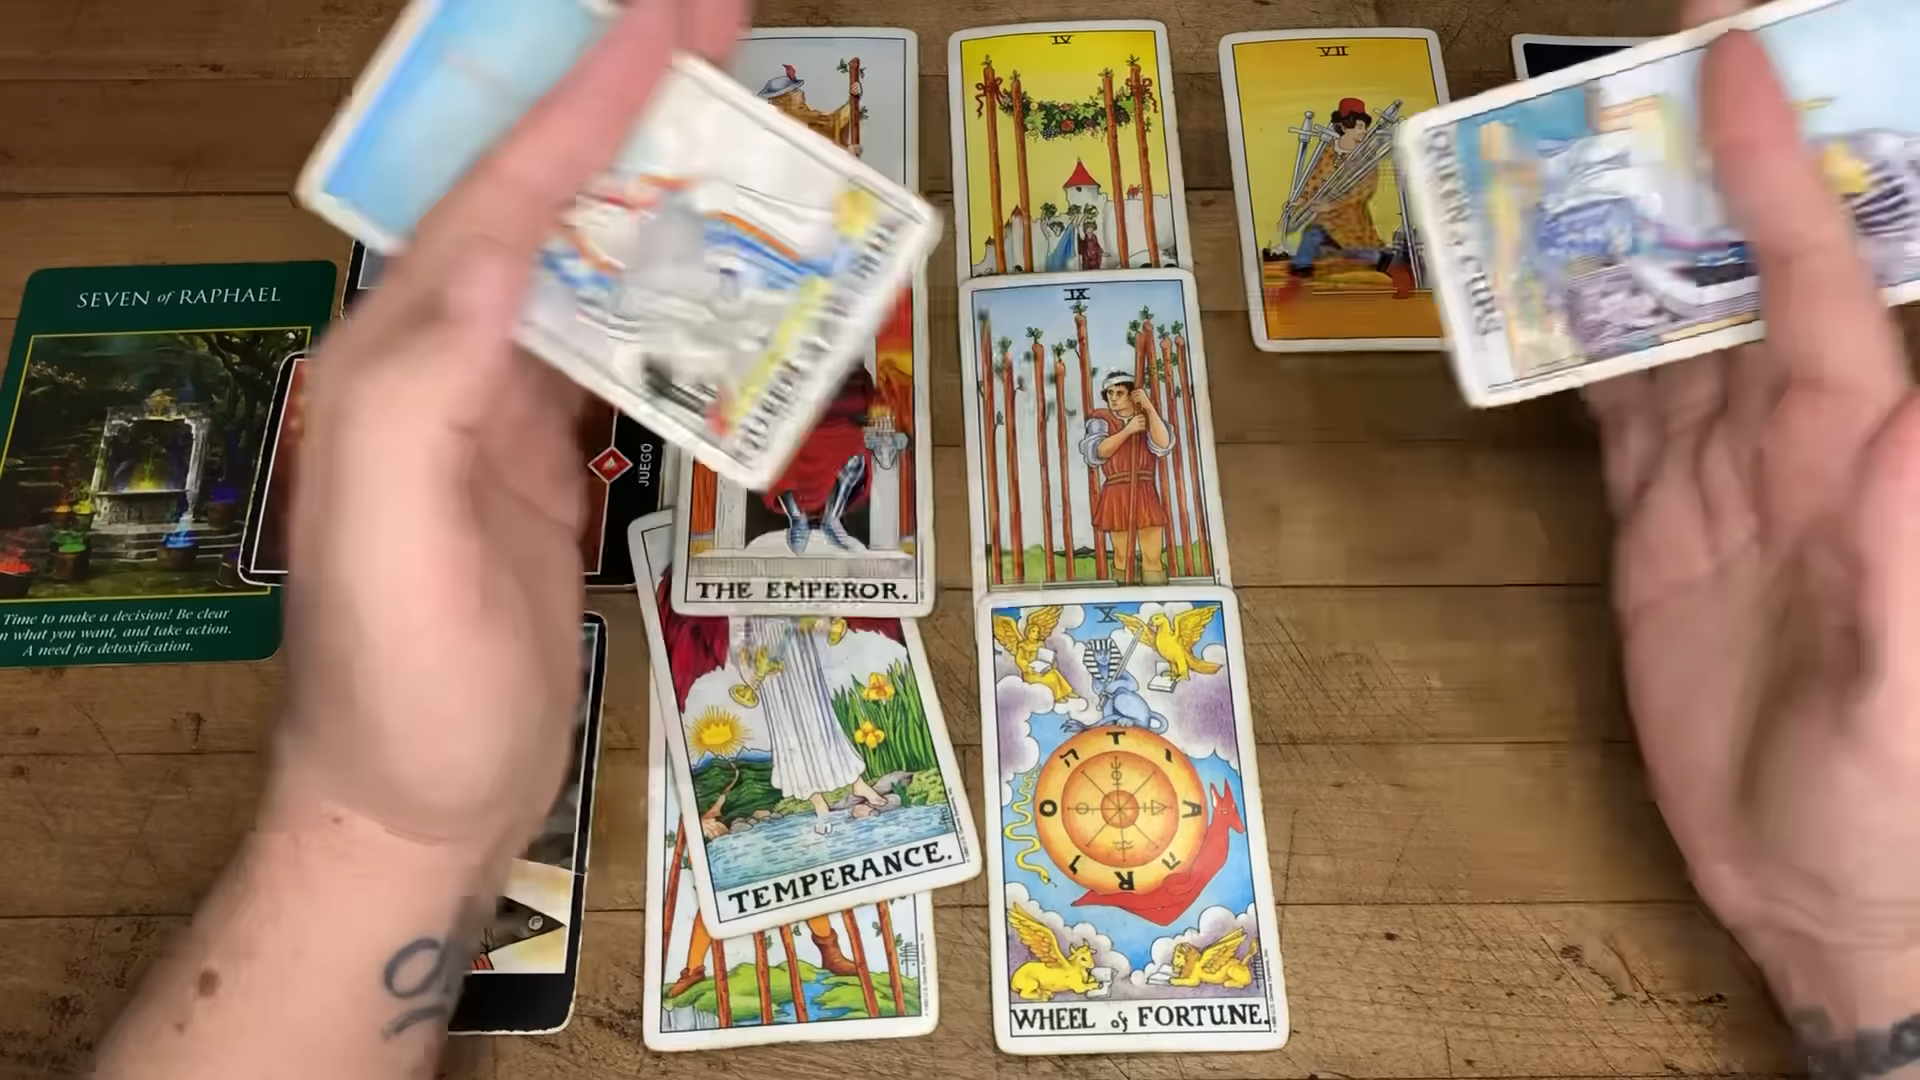 IV
VII
QUEEN of CUPS
SEVEN of RAPHAEL
IX
JUEGO
THE EMPEROR.
Time to make a decision! Be clear
n what you want, and take action.
A need for detoxification.
X
TEMPERANCE.
WHEEL of FORTUNE.